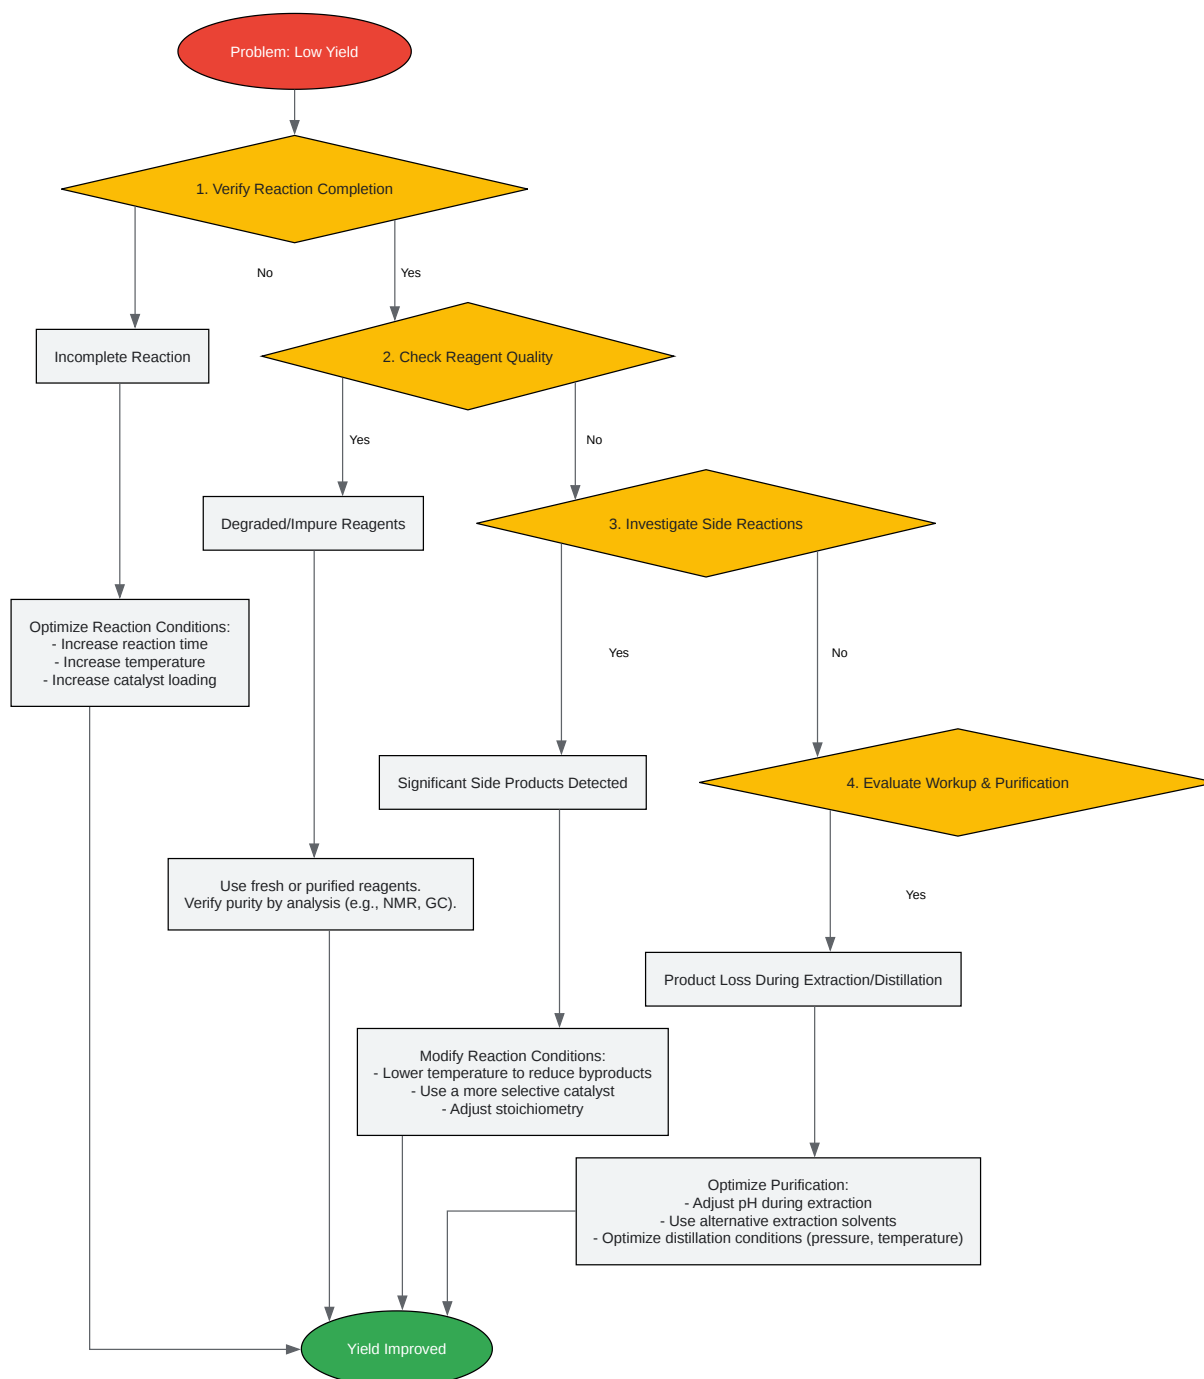 Problem: Low Yield
1. Verify Reaction Completion
No
Yes
Incomplete Reaction
2. Check Reagent Quality
Yes
No
Degraded/Impure Reagents
3. Investigate Side Reactions
Optimize Reaction Conditions:
- Increase reaction time
- Increase temperature
- Increase catalyst loading
Yes
No
Significant Side Products Detected
4. Evaluate Workup & Purification
Use fresh or purified reagents.
Verify purity by analysis (e.g., NMR, GC).
Yes
Product Loss During Extraction/Distillation
Modify Reaction Conditions:
- Lower temperature to reduce byproducts
- Use a more selective catalyst
- Adjust stoichiometry
Optimize Purification:
- Adjust pH during extraction
- Use alternative extraction solvents
- Optimize distillation conditions (pressure, temperature)
Yield Improved